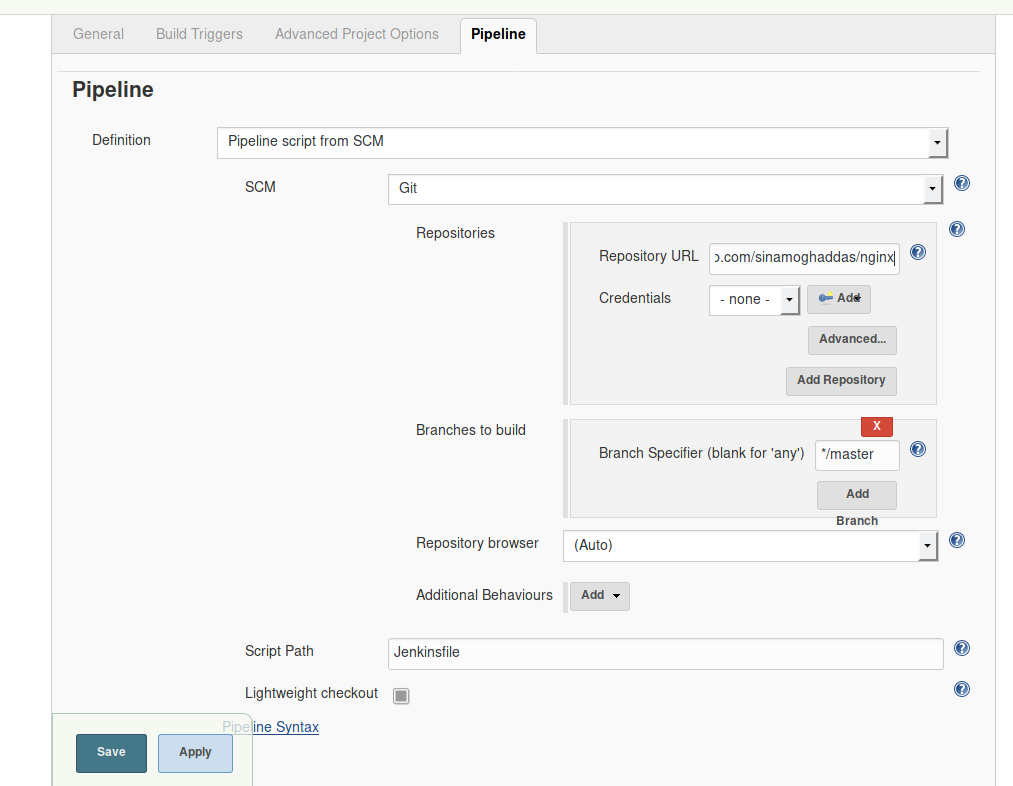 General Build Triggers Advanced Project Options Pipeline
Pipeline
Definition Pipeline script from SCM
SCM Git
Repositories
Repository URL .com/sinamoghaddas/nginx
Credentials - none - Add
Advanced...
Add Repository
Branches to build
X
Branch Specifier (blank for 'any') */master
Add
Branch
Repository browser (Auto)
Additional Behaviours Add
Script Path Jenkinsfile
Lightweight checkout
Pipeline Syntax
Save Apply